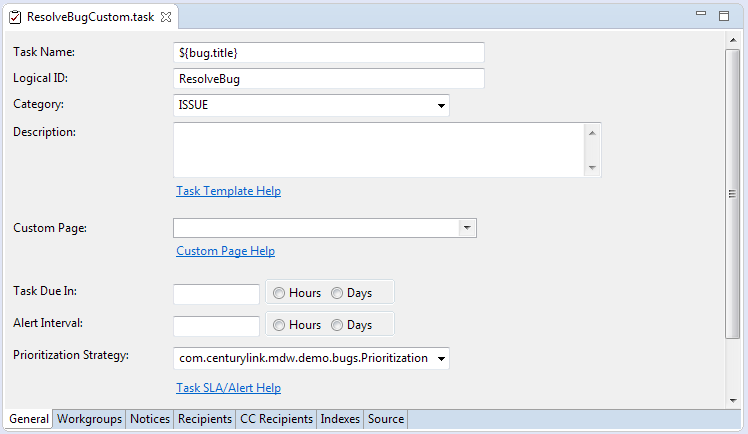 ResolveBugCustom.task
Task Name: ${bug.title}
Logical ID: ResolveBug
Category: ISSUE
Description:
Task Template Help
Custom Page:
Custom Page Help
Task Due In: Hours Days
Alert Interval: Hours Days
Prioritization Strategy: com.centurylink.mdw.demo.bugs.Prioritization
Task SLA/Alert Help
General Workgroups Notices Recipients CC Recipients Indexes Source